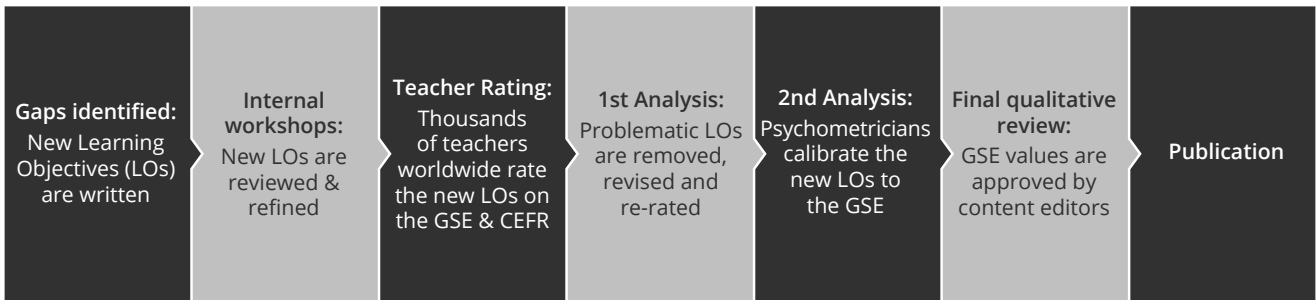 Gaps identified:
New Learning
Objectives (LOs)
are written
Internal
workshops:
New LOs are
reviewed &
refined
Teacher Rating:
Thousands
of teachers
worldwide rate
the new LOs on
the GSE & CEFR
1st Analysis:
Problematic LOs
are removed,
revised and
re-rated
2nd Analysis:
Psychometricians
calibrate the
new LOs to
the GSE
Final qualitative
review:
GSE values are
approved by
content editors
Publication